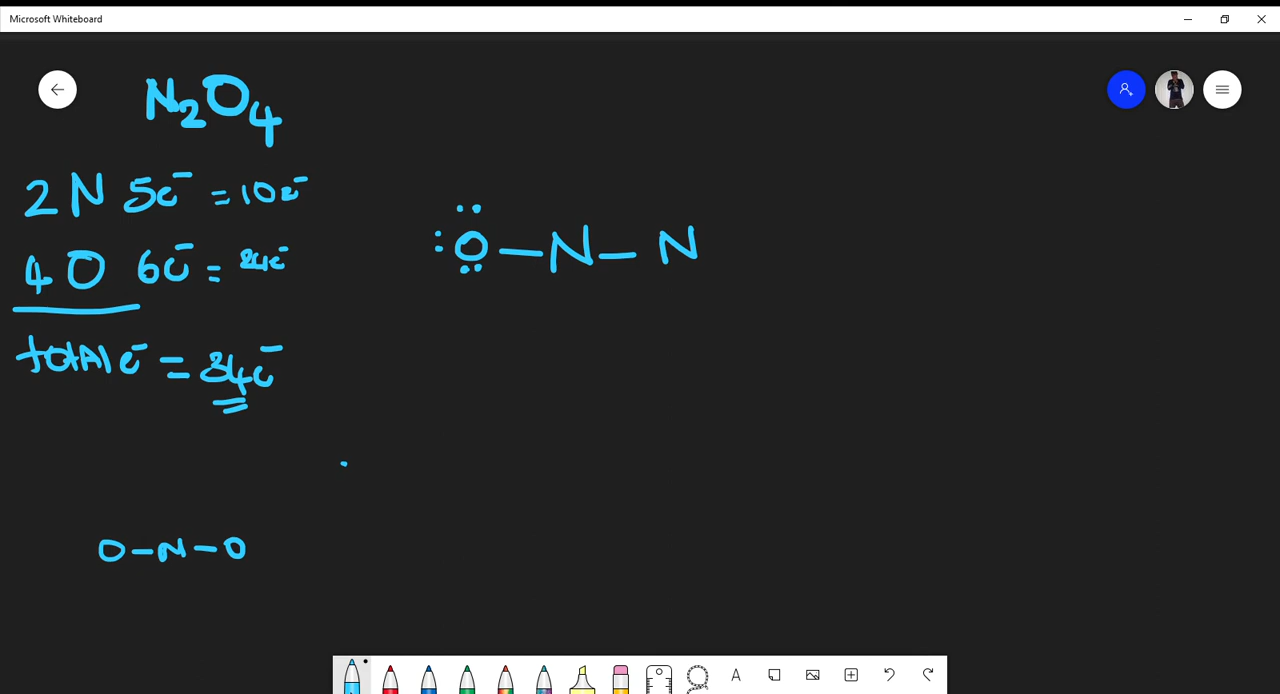 Microsoft Whiteboard
N₂O₄
2 N 5e⁻ = 10e⁻
4 O 6e⁻ = 24e⁻
total e⁻ = 34e⁻
:Ö̤ — N — N
O — N — O
A